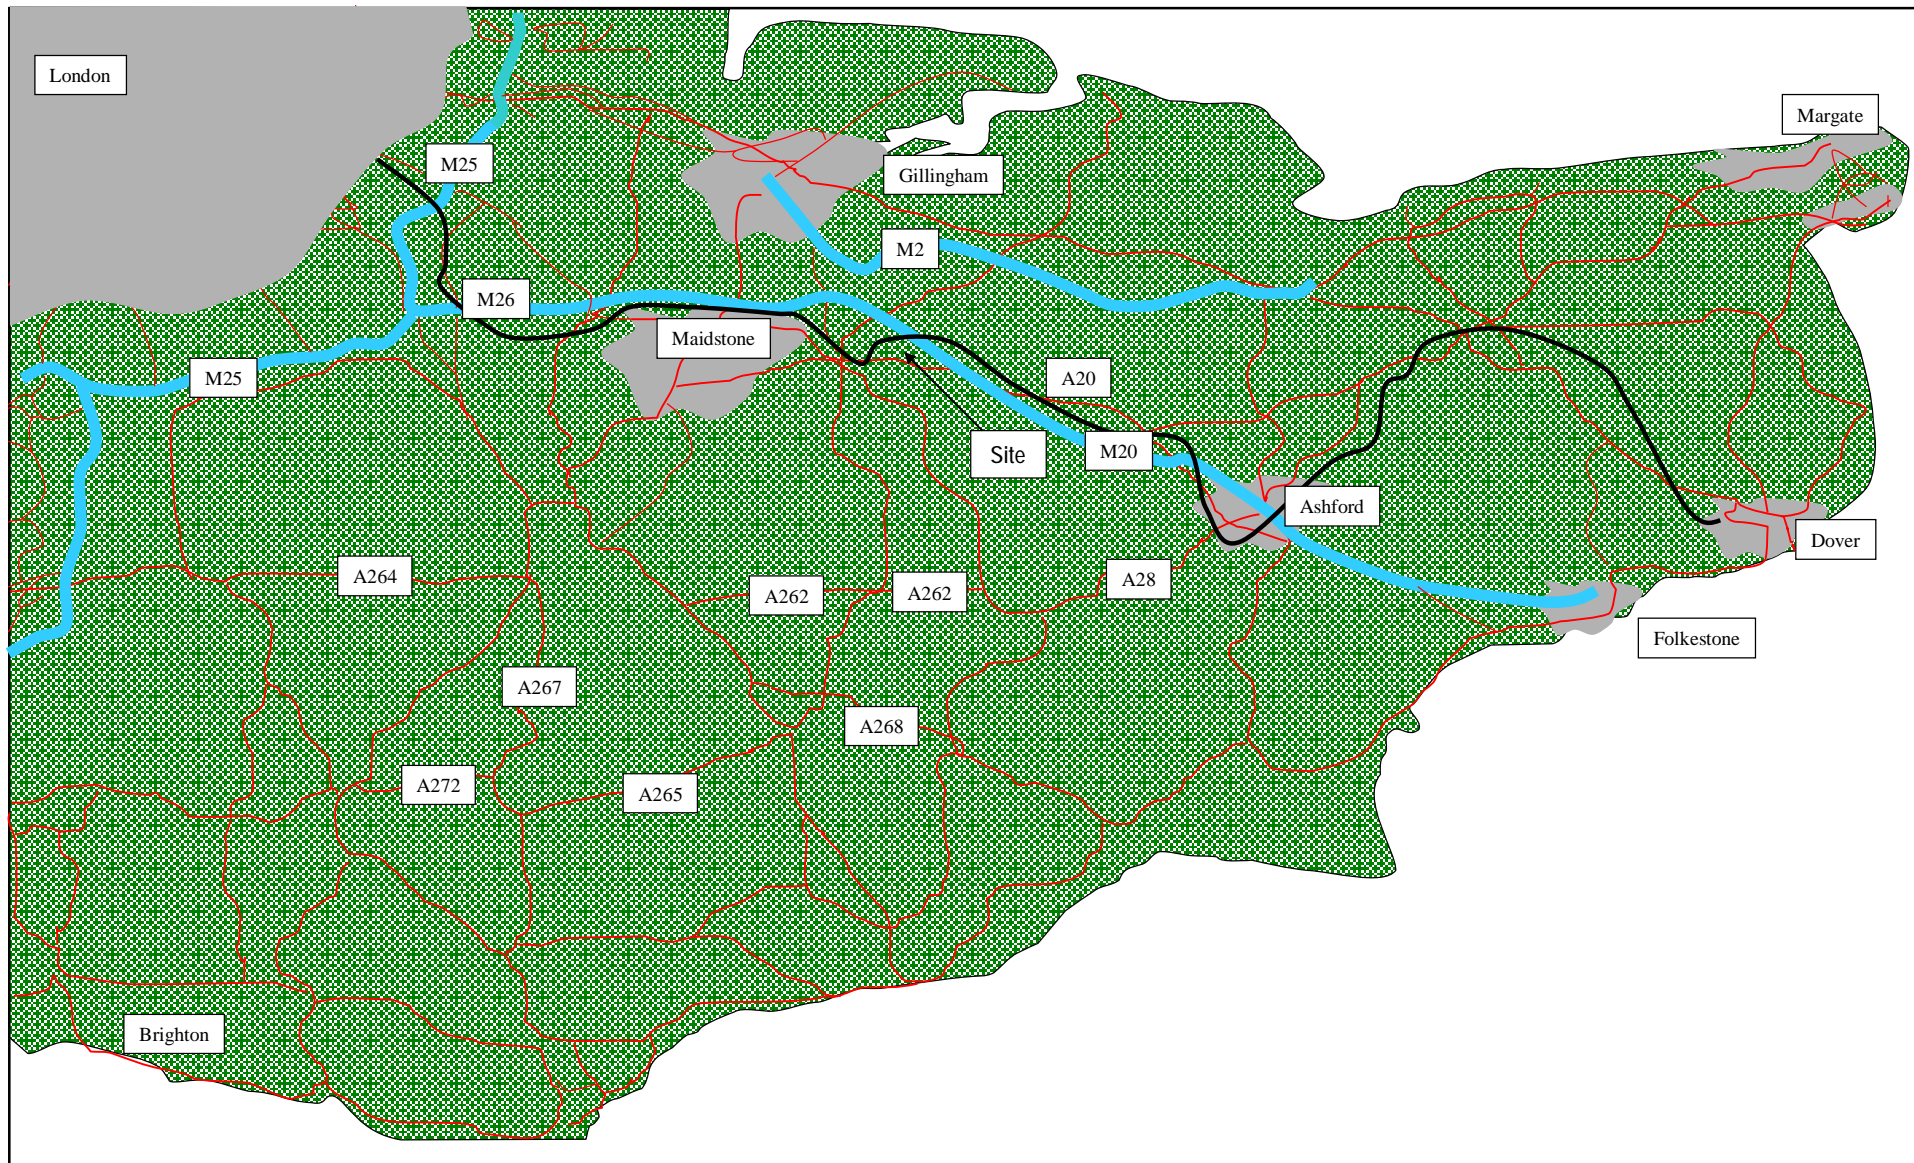 London
Margate
M25
Gillingham
M2
M26
Maidstone
M25
A20
M20
Site
Ashford
Dover
A264
A262
A262
A28
Folkestone
A267
A268
A272
A265
Brighton